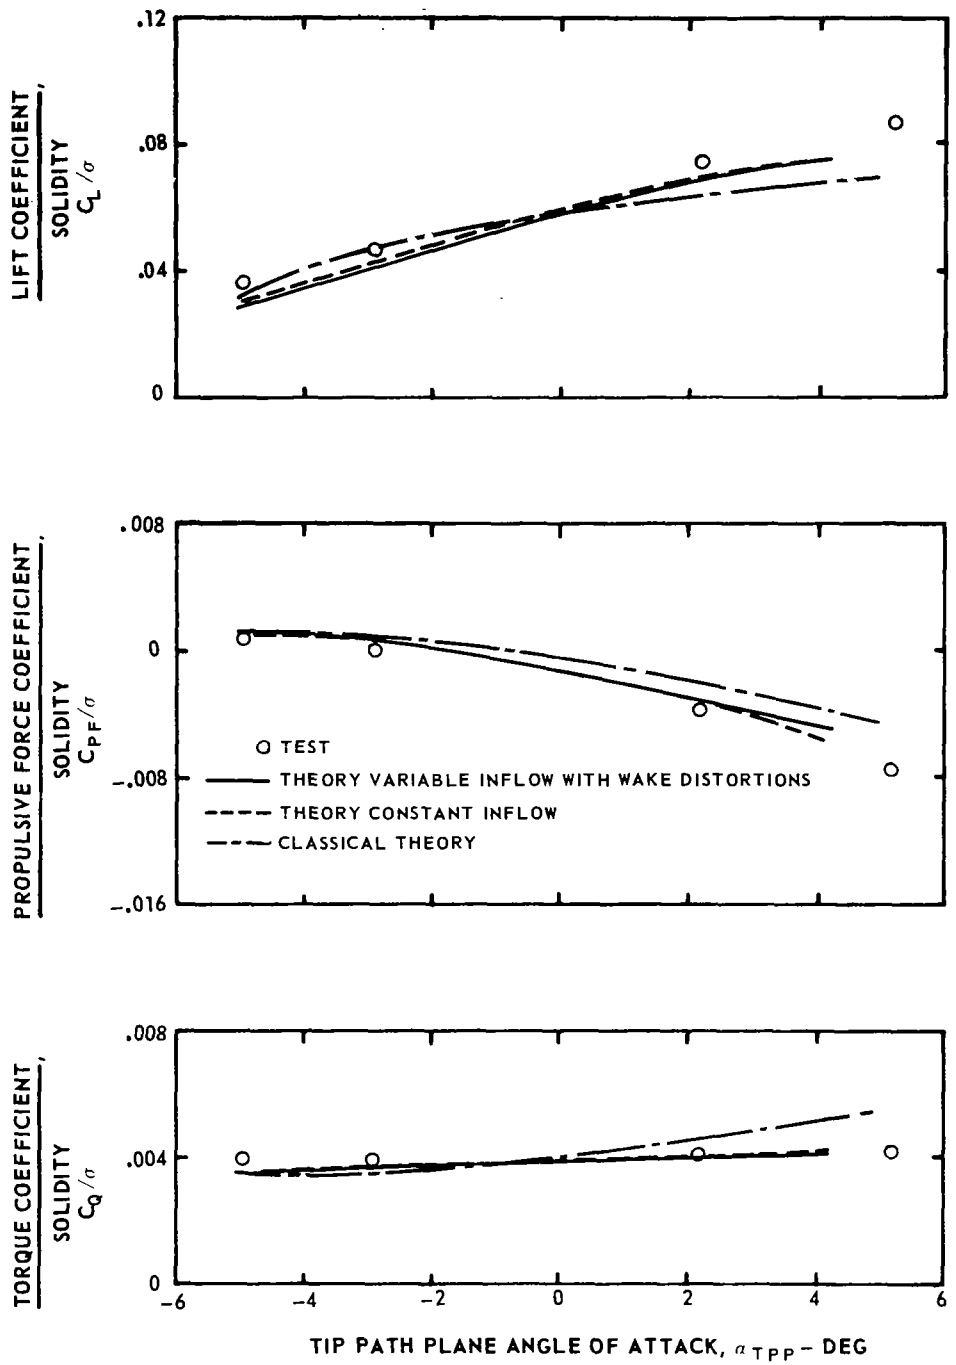 LIFT COEFFICIENT,
SOLIDITY
C_L/σ
.12
.08
.04
0
PROPULSIVE FORCE COEFFICIENT,
SOLIDITY
C_PF/σ
.008
0
-.008
-.016
TEST
THEORY VARIABLE INFLOW WITH WAKE DISTORTIONS
THEORY CONSTANT INFLOW
CLASSICAL THEORY
TORQUE COEFFICIENT,
SOLIDITY
C_Q/σ
.008
.004
0
-6 -4 -2 0 2 4 6
TIP PATH PLANE ANGLE OF ATTACK, α_TPP - DEG